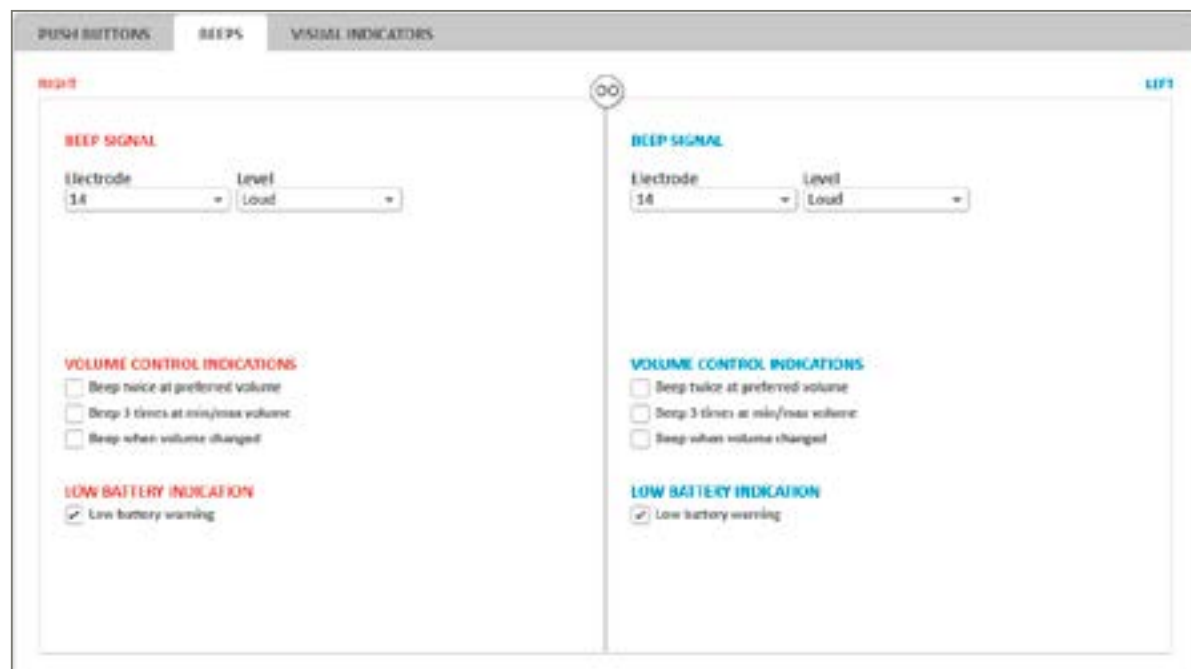 PUSH BUTTONS BEEPS VISUAL INDICATORS
RIGHT LEFT
BEEP SIGNAL
Electrode Level
14 Loud
VOLUME CONTROL INDICATIONS
Beep twice at preferred volume
Beep 3 times at min/max volume
Beep when volume changed
LOW BATTERY INDICATION
Low battery warning
BEEP SIGNAL
Electrode Level
14 Loud
VOLUME CONTROL INDICATIONS
Beep twice at preferred volume
Beep 3 times at min/max volume
Beep when volume changed
LOW BATTERY INDICATION
Low battery warning